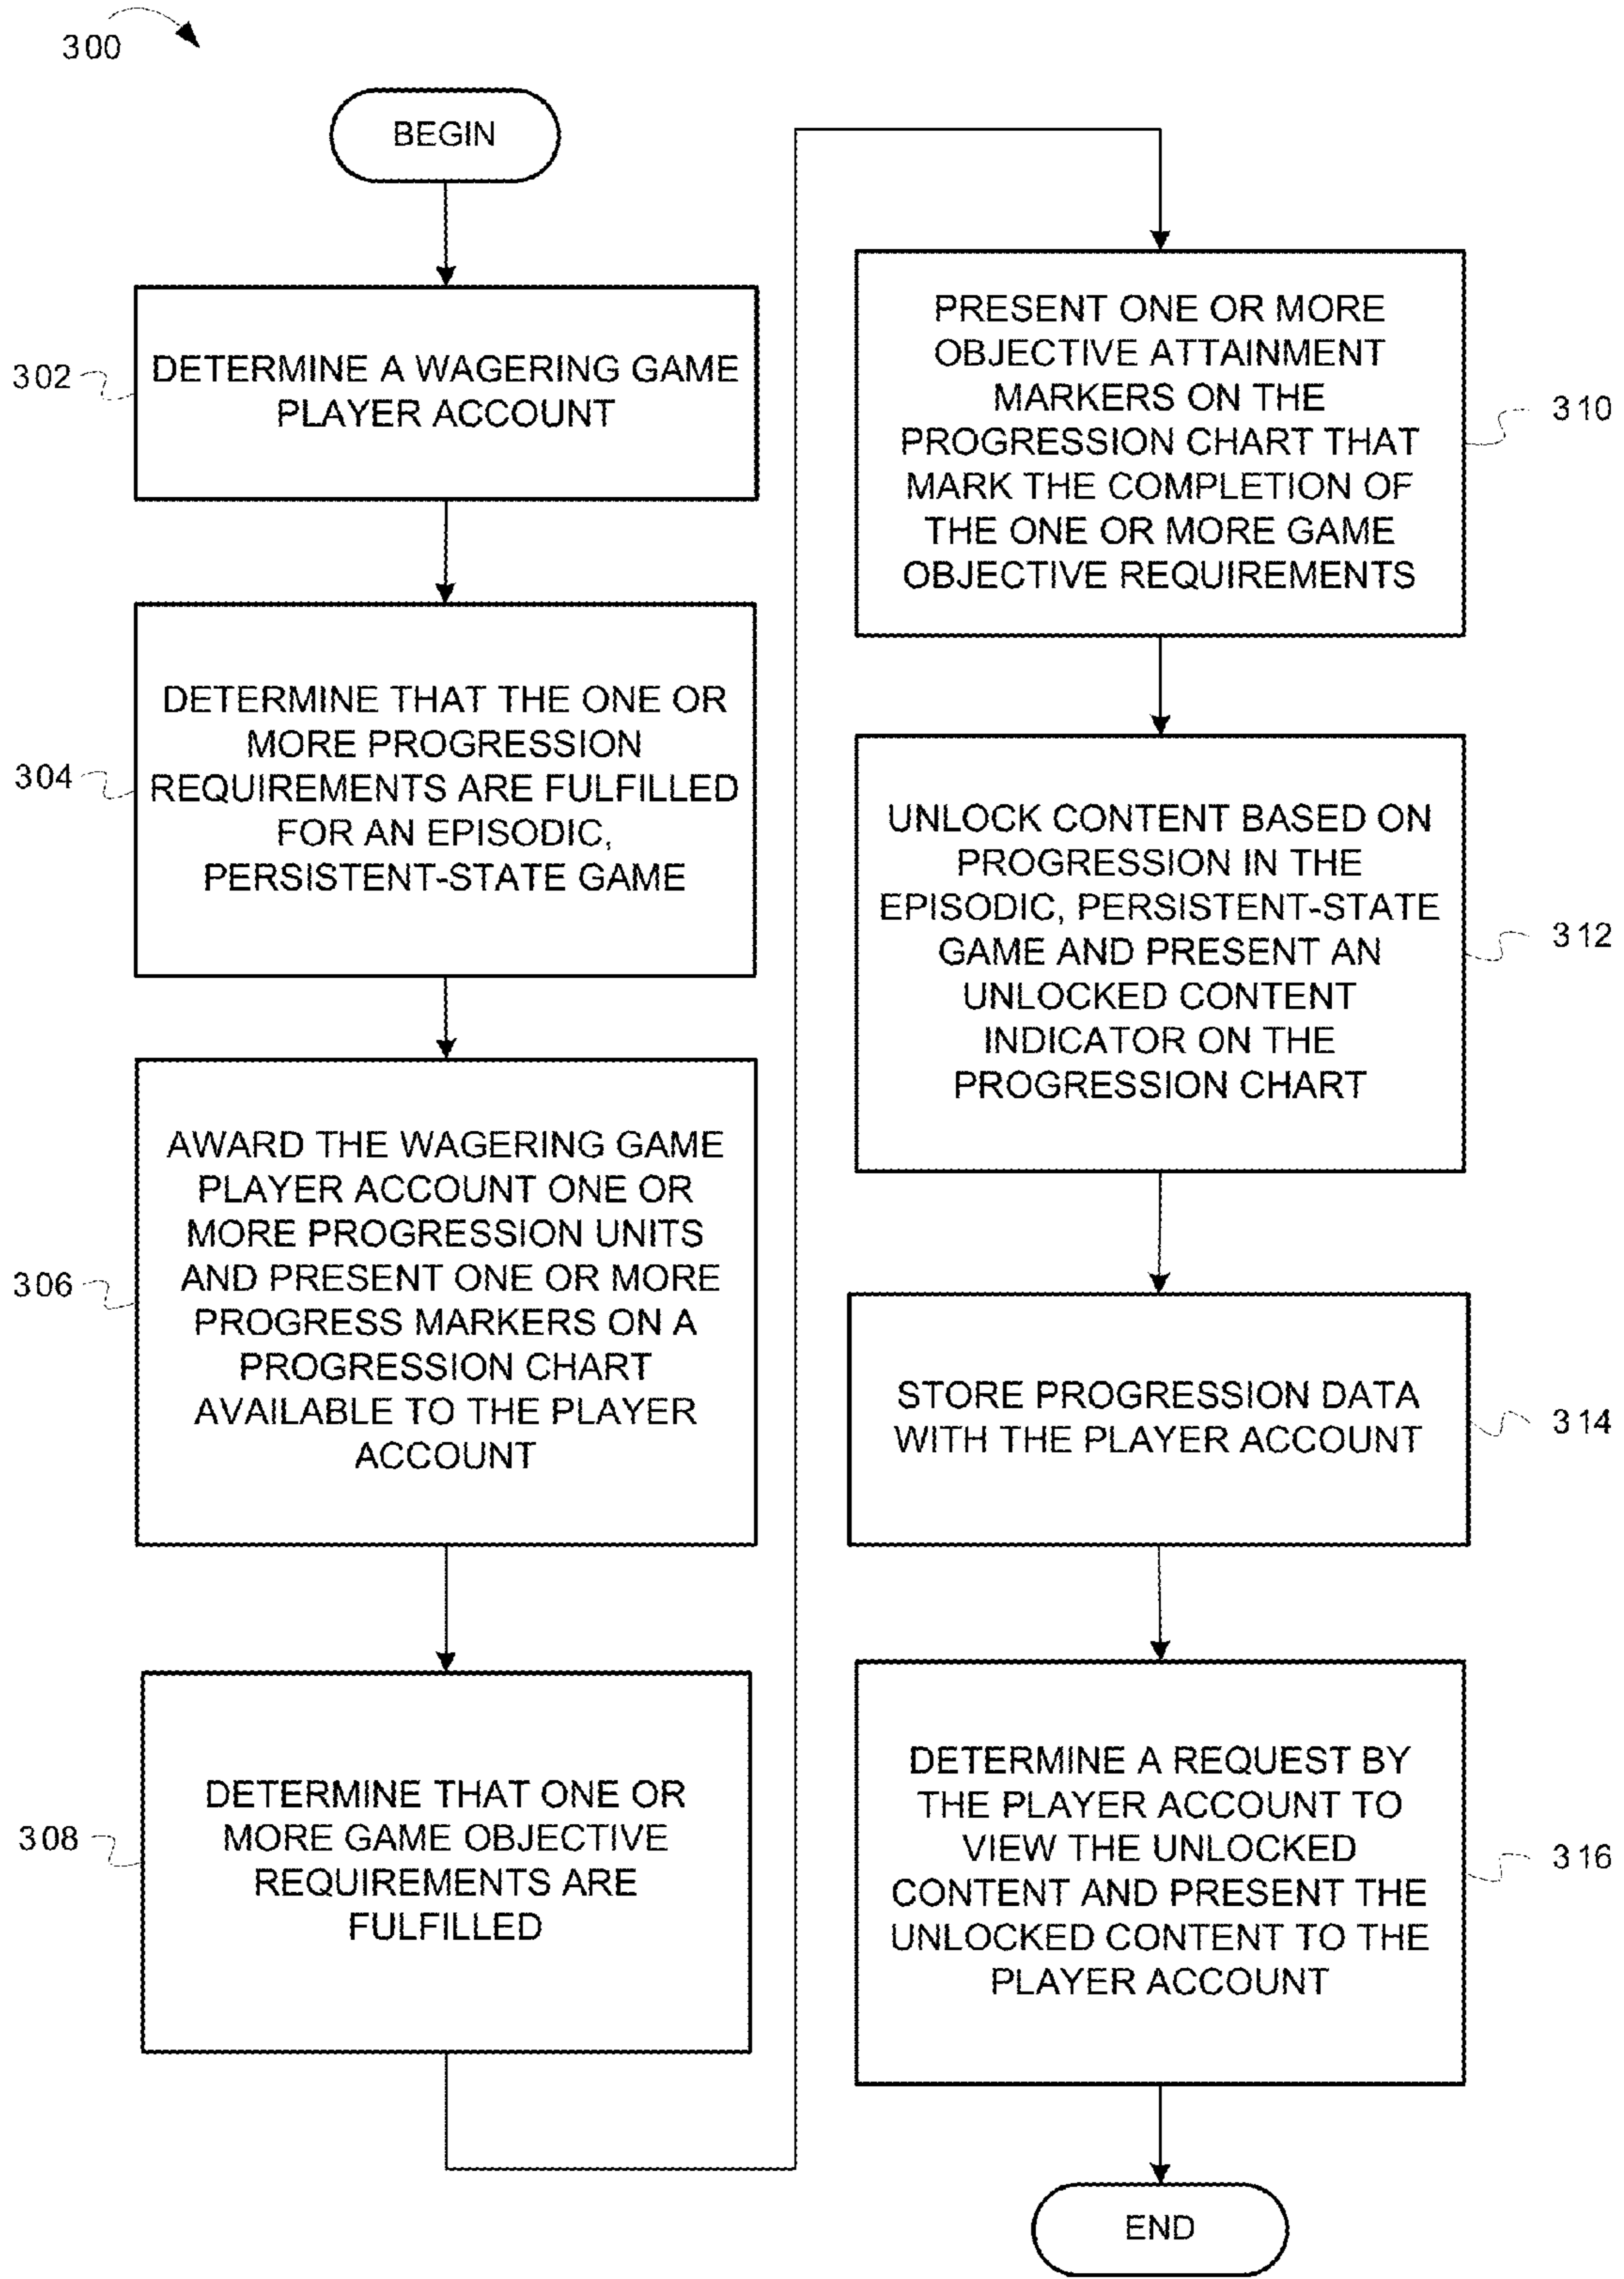 300
BEGIN
302
DETERMINE A WAGERING GAME
PLAYER ACCOUNT
304
DETERMINE THAT THE ONE OR
MORE PROGRESSION
REQUIREMENTS ARE FULFILLED
FOR AN EPISODIC,
PERSISTENT-STATE GAME
306
AWARD THE WAGERING GAME
PLAYER ACCOUNT ONE OR
MORE PROGRESSION UNITS
AND PRESENT ONE OR MORE
PROGRESS MARKERS ON A
PROGRESSION CHART
AVAILABLE TO THE PLAYER
ACCOUNT
308
DETERMINE THAT ONE OR
MORE GAME OBJECTIVE
REQUIREMENTS ARE
FULFILLED
PRESENT ONE OR MORE
OBJECTIVE ATTAINMENT
MARKERS ON THE
PROGRESSION CHART THAT
MARK THE COMPLETION OF
THE ONE OR MORE GAME
OBJECTIVE REQUIREMENTS
310
UNLOCK CONTENT BASED ON
PROGRESSION IN THE
EPISODIC, PERSISTENT-STATE
GAME AND PRESENT AN
UNLOCKED CONTENT
INDICATOR ON THE
PROGRESSION CHART
312
STORE PROGRESSION DATA
WITH THE PLAYER ACCOUNT
314
DETERMINE A REQUEST BY
THE PLAYER ACCOUNT TO
VIEW THE UNLOCKED
CONTENT AND PRESENT THE
UNLOCKED CONTENT TO THE
PLAYER ACCOUNT
316
END